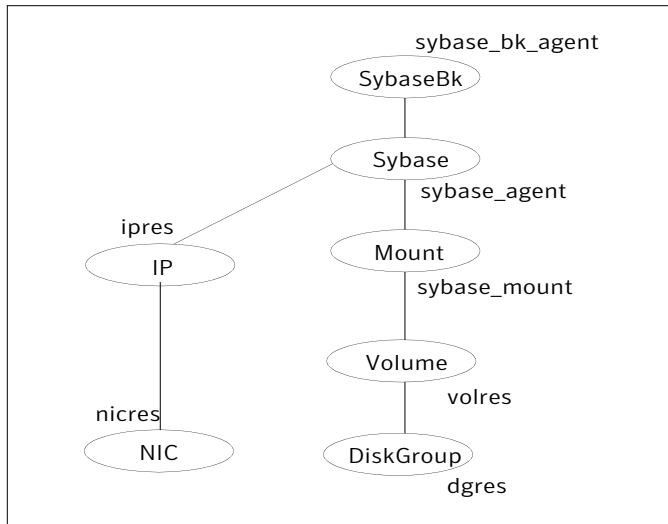 sybase_bk_agent
SybaseBk
Sybase
sybase_agent
ipres
IP
Mount
sybase_mount
Volume
volres
nicres
NIC
DiskGroup
dgres